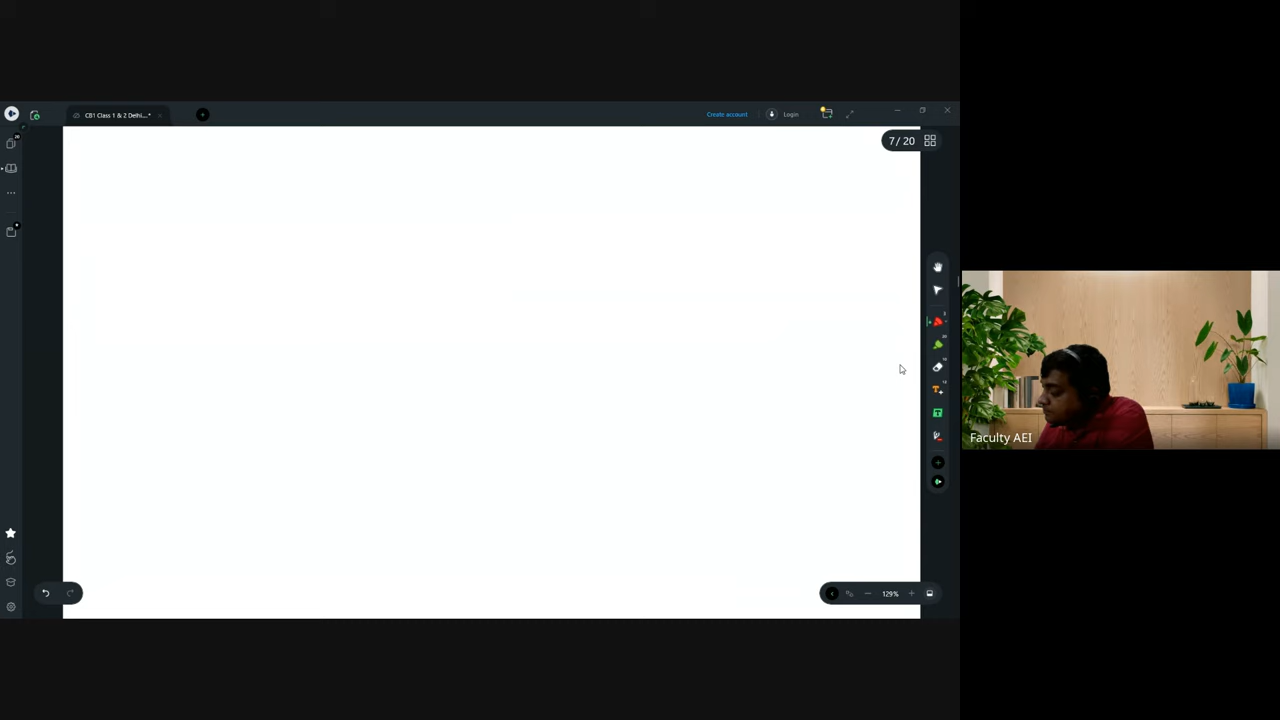 CB1 Class 1 & 2 Delhi....*
Create account
Login
7 / 20
129%
Faculty AEI